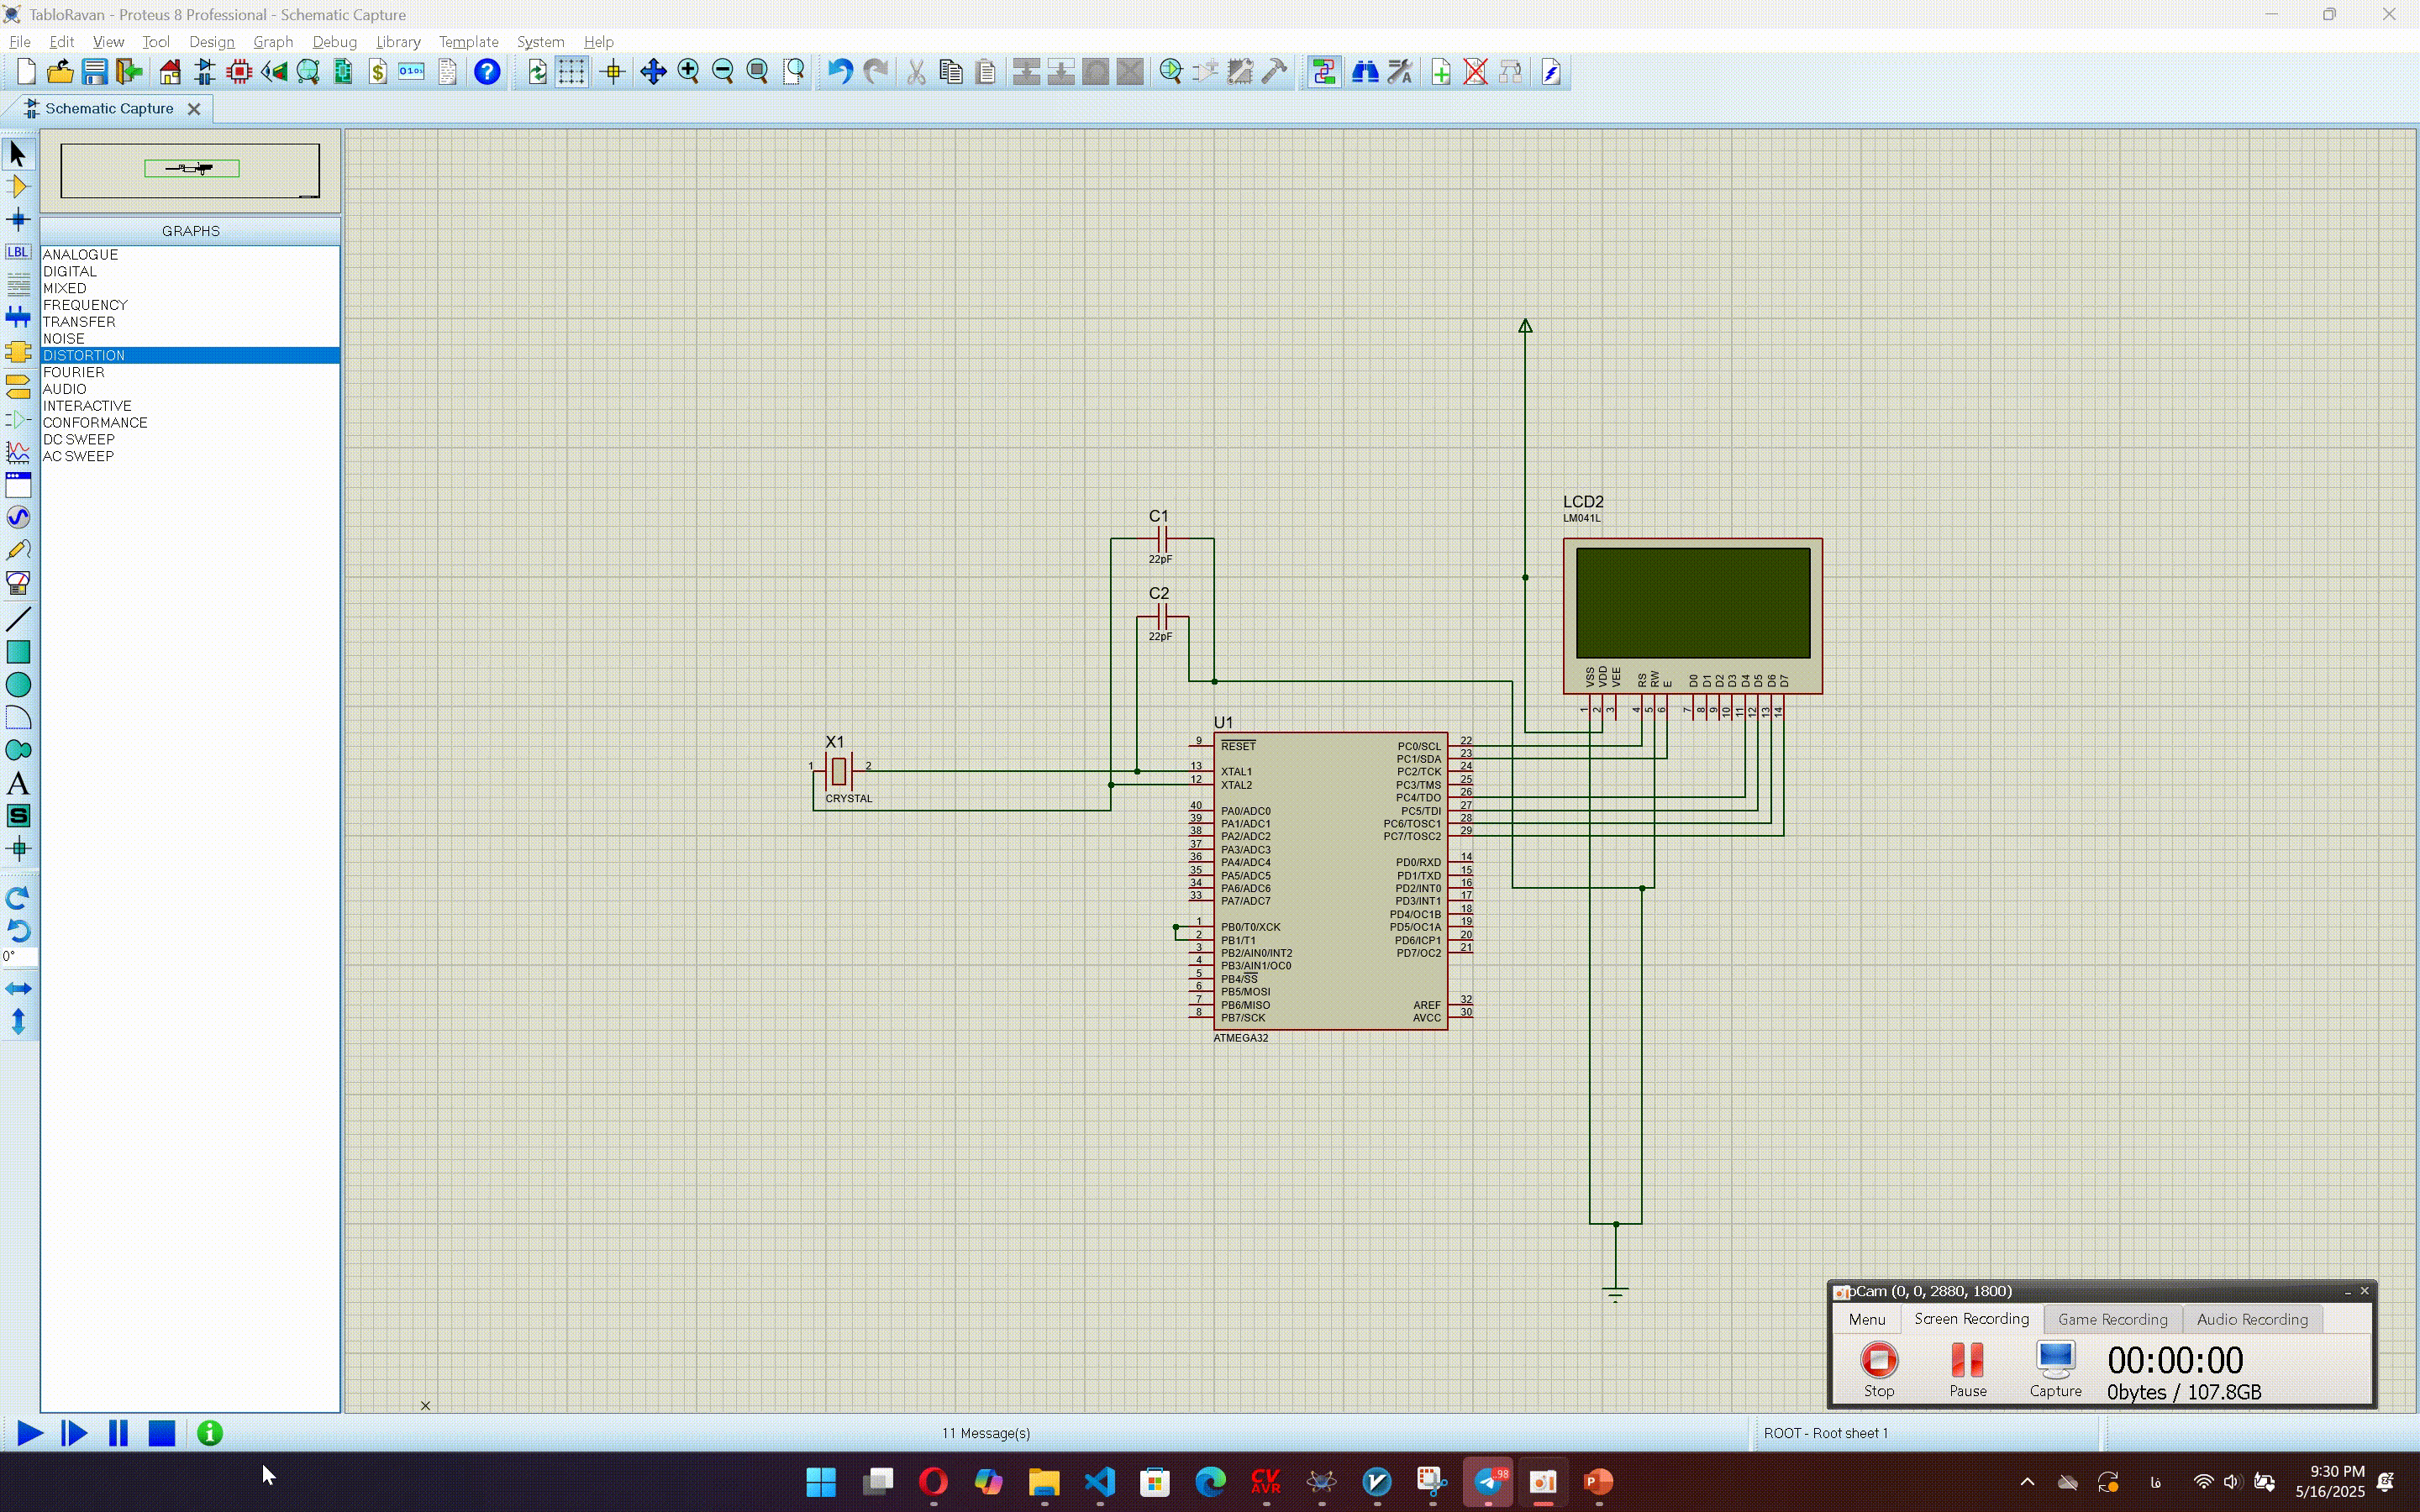 TabloRavan - Proteus 8 Professional - Schematic Capture
File Edit View Tool Design Graph Debug Library Template System Help
Schematic Capture
GRAPHS
ANALOGUE
DIGITAL
MIXED
FREQUENCY
TRANSFER
NOISE
DISTORTION
FOURIER
AUDIO
INTERACTIVE
CONFORMANCE
DC SWEEP
AC SWEEP
LBL
0°
C1
22pF
C2
22pF
X1
1 2
CRYSTAL
LCD2
LM041L
VSS VDD VEE RS RW E D0 D1 D2 D3 D4 D5 D6 D7
1 2 3 4 5 6 7 8 9 10 11 12 13 14
U1
9 RESET PC0/SCL 22
PC1/SDA 23
13 XTAL1 PC2/TCK 24
12 XTAL2 PC3/TMS 25
PC4/TDO 26
40 PA0/ADC0 PC5/TDI 27
39 PA1/ADC1 PC6/TOSC1 28
38 PA2/ADC2 PC7/TOSC2 29
37 PA3/ADC3
36 PA4/ADC4 PD0/RXD 14
35 PA5/ADC5 PD1/TXD 15
34 PA6/ADC6 PD2/INT0 16
33 PA7/ADC7 PD3/INT1 17
PD4/OC1B 18
1 PB0/T0/XCK PD5/OC1A 19
2 PB1/T1 PD6/ICP1 20
3 PB2/AIN0/INT2 PD7/OC2 21
4 PB3/AIN1/OC0
5 PB4/SS
6 PB5/MOSI
7 PB6/MISO AREF 32
8 PB7/SCK AVCC 30
ATMEGA32
oCam (0, 0, 2880, 1800)
Menu Screen Recording Game Recording Audio Recording
00:00:00
Stop Pause Capture 0bytes / 107.8GB
11 Message(s) ROOT - Root sheet 1
CV
AVR
98
فا
9:30 PM
5/16/2025